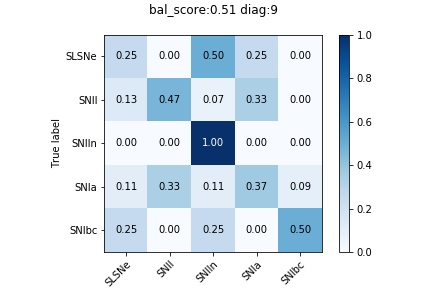 bal_score:0.51 diag:9
SLSNe 0.25 0.00 0.50 0.25 0.00
SNII 0.13 0.47 0.07 0.33 0.00
SNIIn 0.00 0.00 1.00 0.00 0.00
SNIa 0.11 0.33 0.11 0.37 0.09
SNIbc 0.25 0.00 0.25 0.00 0.50
SLSNe SNII SNIIn SNIa SNIbc
True label
1.0
0.8
0.6
0.4
0.2
0.0